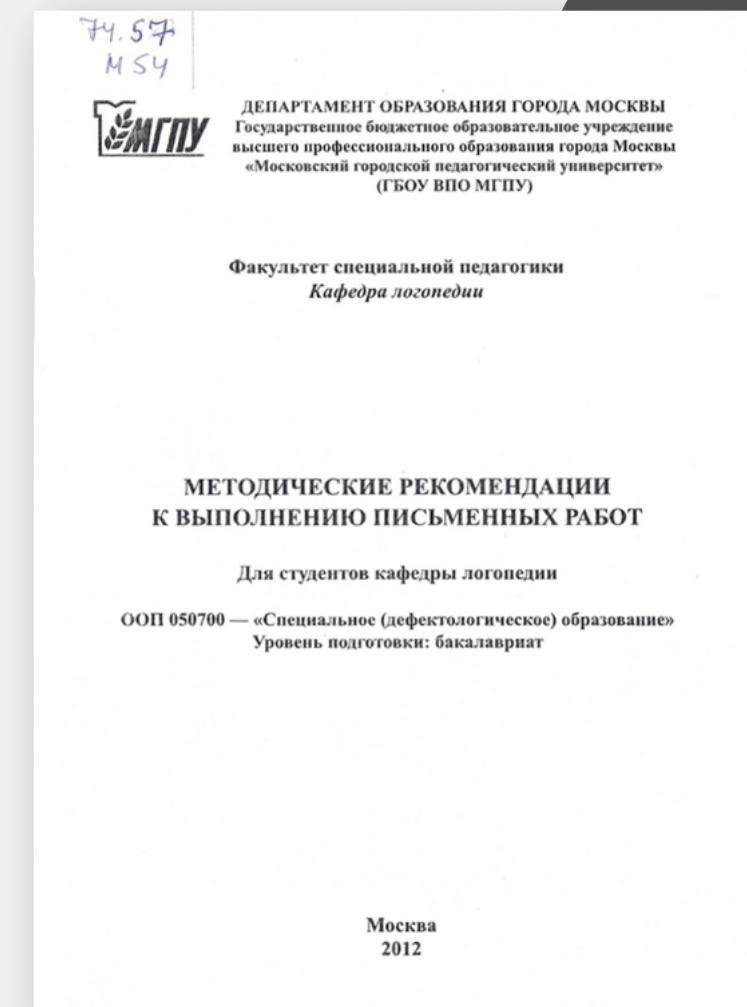 74.57
М 54
МГПУ
ДЕПАРТАМЕНТ ОБРАЗОВАНИЯ ГОРОДА МОСКВЫ
Государственное бюджетное образовательное учреждение
высшего профессионального образования города Москвы
«Московский городской педагогический университет»
(ГБОУ ВПО МГПУ)
Факультет специальной педагогики
Кафедра логопедии
МЕТОДИЧЕСКИЕ РЕКОМЕНДАЦИИ
К ВЫПОЛНЕНИЮ ПИСЬМЕННЫХ РАБОТ
Для студентов кафедры логопедии
ООП 050700 — «Специальное (дефектологическое) образование»
Уровень подготовки: бакалавриат
Москва
2012